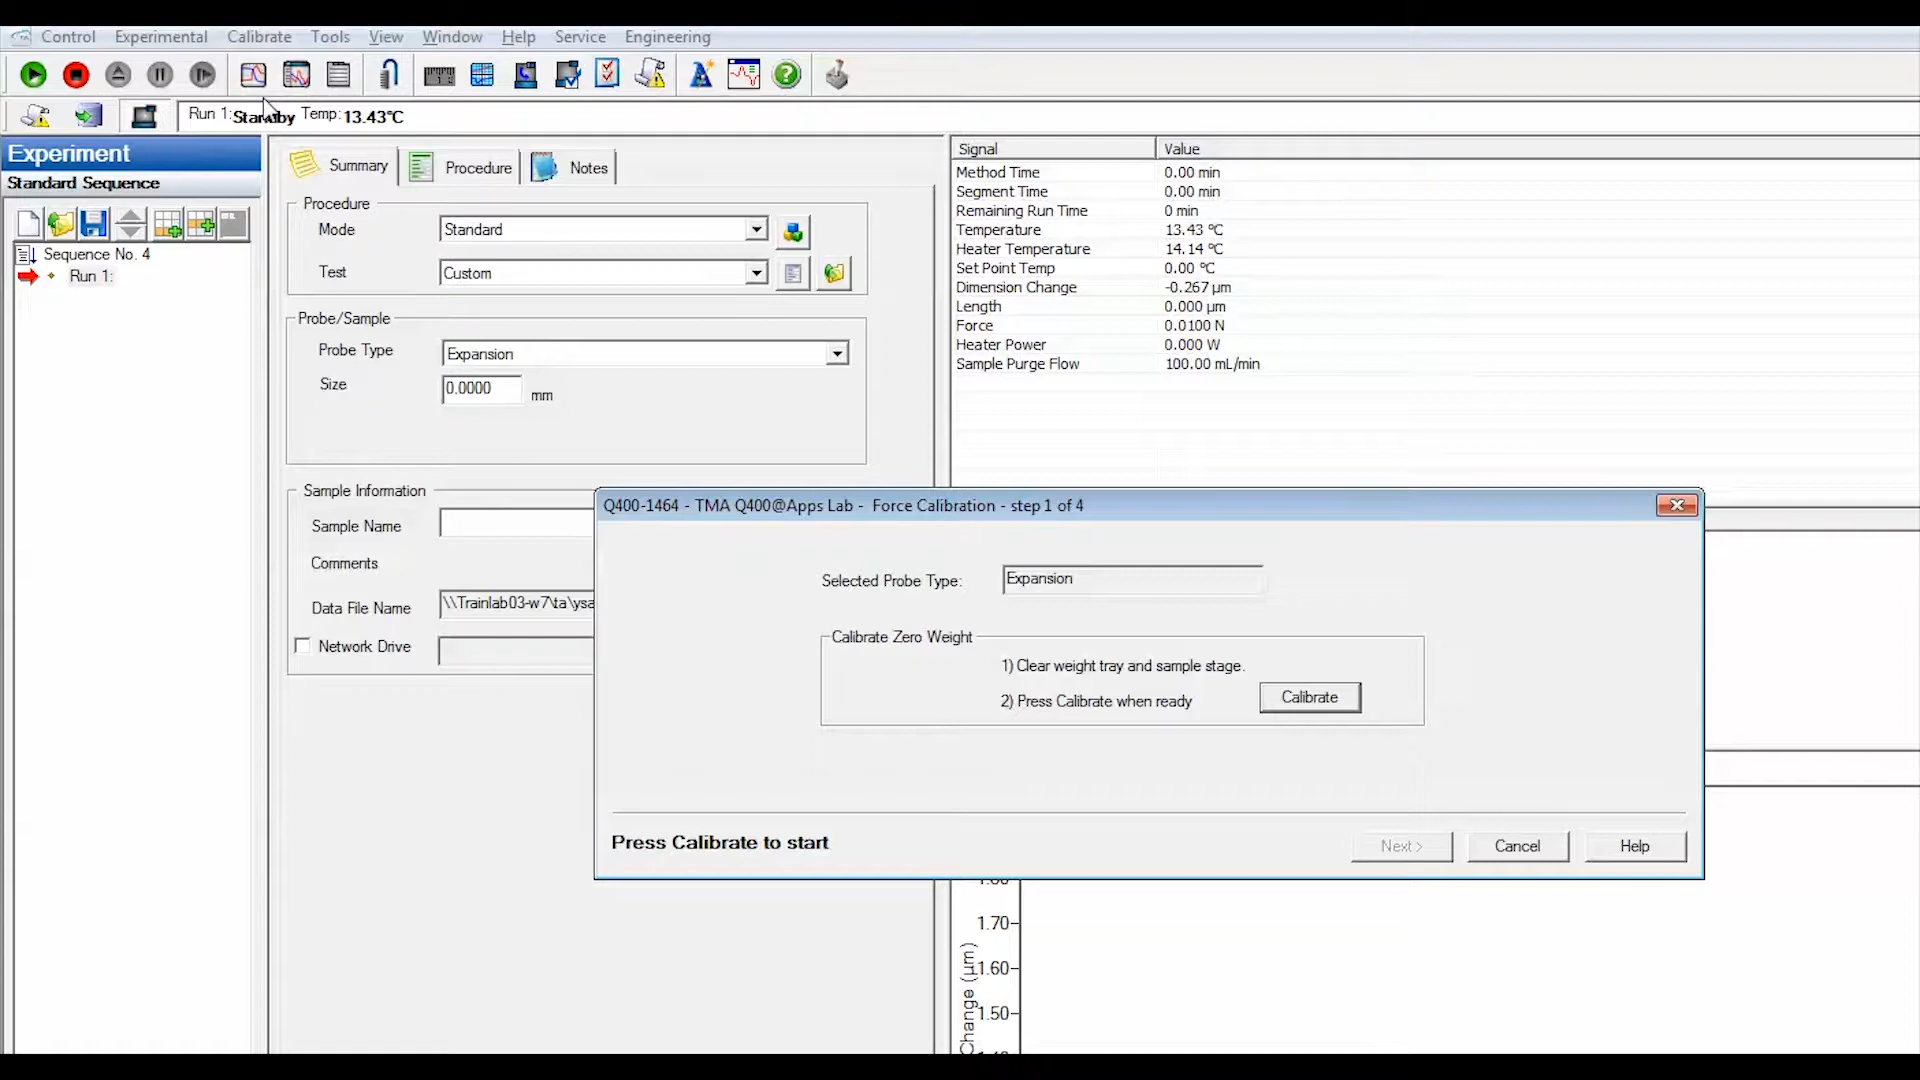 Control Experimental Calibrate Tools View Window Help Service Engineering
Run 1: Standby Temp: 13.43°C
Experiment
Standard Sequence
Sequence No. 4
Run 1:
Summary Procedure Notes
Procedure
Mode Standard
Test Custom
Probe/Sample
Probe Type Expansion
Size 0.0000 mm
Sample Information
Sample Name
Comments
Data File Name \\Trainlab03-w7\ta\ysa
Network Drive
Signal Value
Method Time 0.00 min
Segment Time 0.00 min
Remaining Run Time 0 min
Temperature 13.43 °C
Heater Temperature 14.14 °C
Set Point Temp 0.00 °C
Dimension Change -0.267 µm
Length 0.000 µm
Force 0.0100 N
Heater Power 0.000 W
Sample Purge Flow 100.00 mL/min
Q400-1464 - TMA Q400@Apps Lab - Force Calibration - step 1 of 4
Selected Probe Type: Expansion
Calibrate Zero Weight
1) Clear weight tray and sample stage.
2) Press Calibrate when ready Calibrate
Press Calibrate to start
Next > Cancel Help
1.70
1.60
1.50
Change (µm)